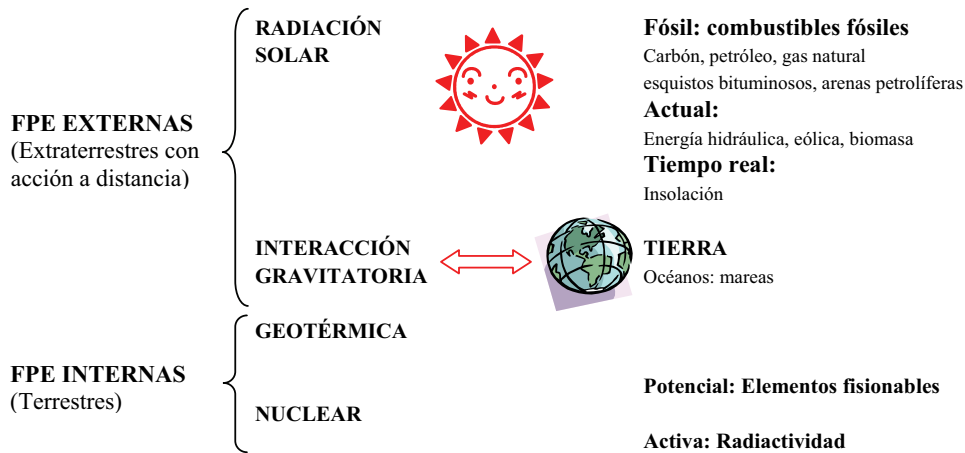 FPE EXTERNAS
(Extraterrestres con
acción a distancia)
RADIACIÓN
SOLAR
Fósil: combustibles fósiles
Carbón, petróleo, gas natural
esquistos bituminosos, arenas petrolíferas
Actual:
Energía hidráulica, eólica, biomasa
Tiempo real:
Insolación
INTERACCIÓN
GRAVITATORIA
TIERRA
Océanos: mareas
FPE INTERNAS
(Terrestres)
GEOTÉRMICA
NUCLEAR
Potencial: Elementos fisionables
Activa: Radiactividad